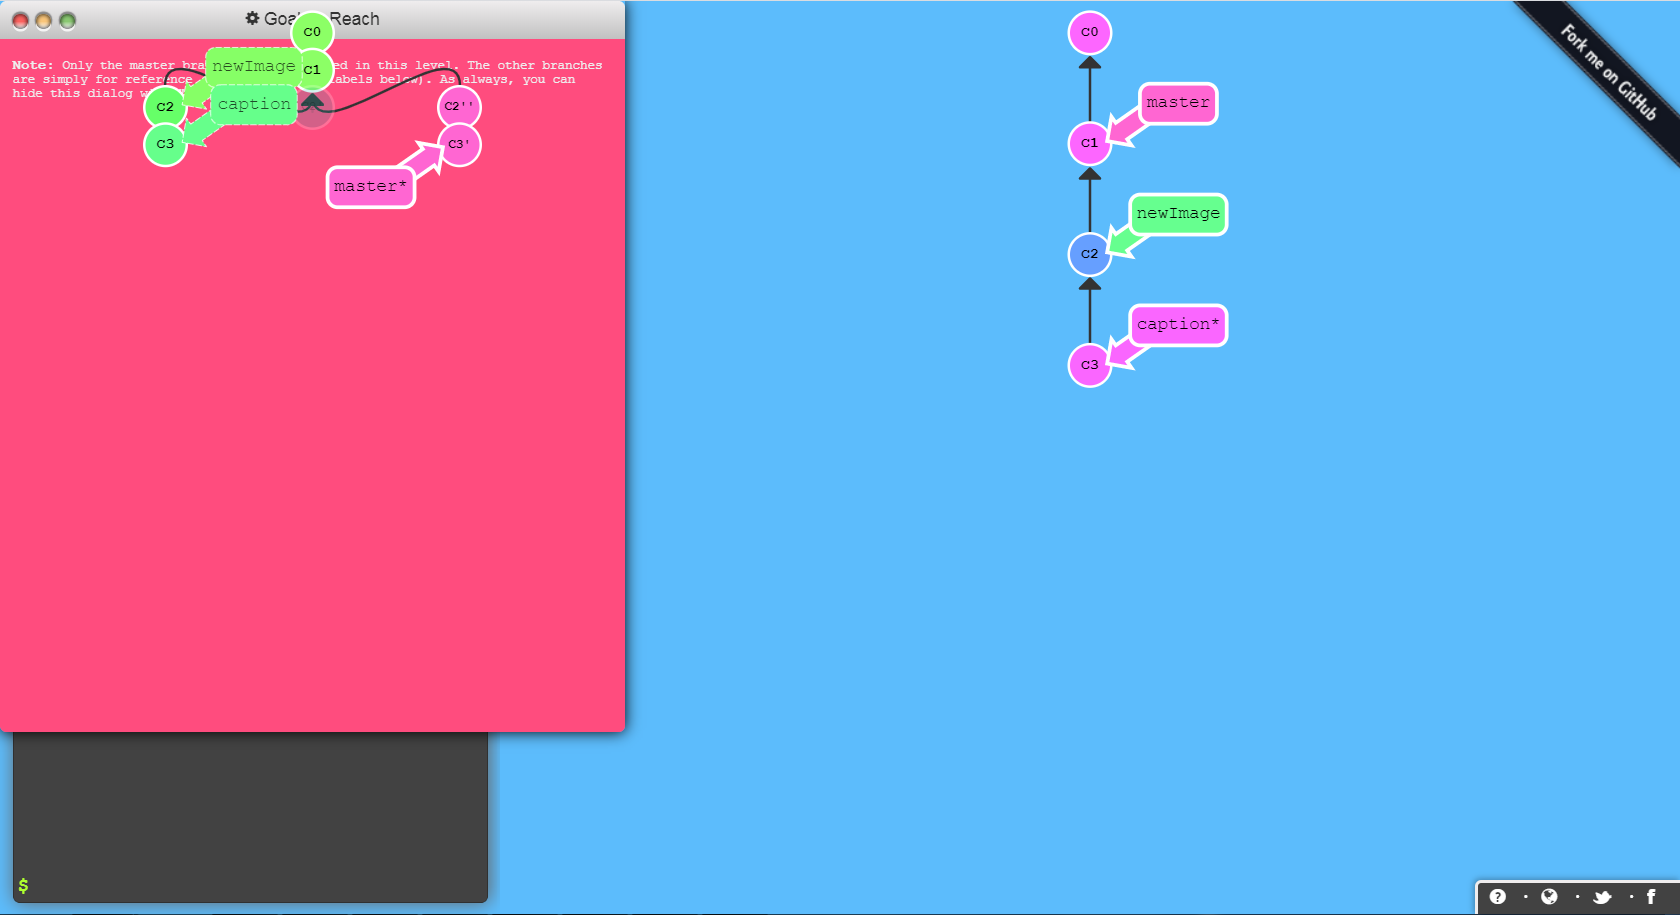 Goal Reach
C0
Note: Only the master bra ed in this level. The other branches
newImage
C1
are simply for reference labels below). As always, you can
hide this dialog w
C2
caption
C2''
C3
C3'
master*
C0
master
C1
newImage
C2
caption*
C3
Fork me on GitHub
$
?
f